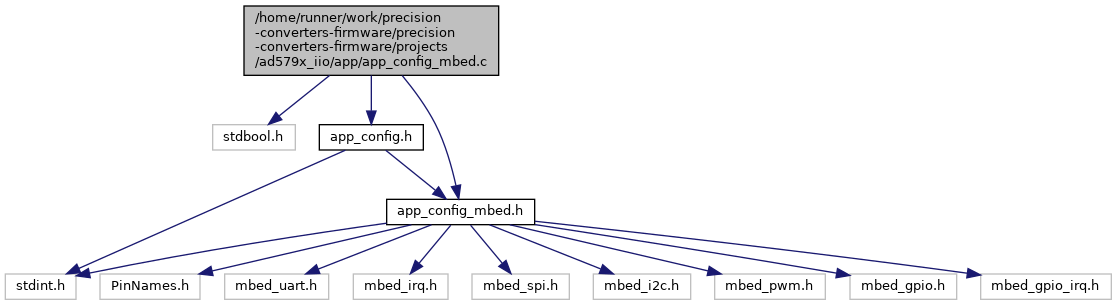 /home/runner/work/precision
-converters-firmware/precision
-converters-firmware/projects
/ad579x_iio/app/app_config_mbed.c
stdbool.h
app_config.h
app_config_mbed.h
stdint.h
PinNames.h
mbed_uart.h
mbed_irq.h
mbed_spi.h
mbed_i2c.h
mbed_pwm.h
mbed_gpio.h
mbed_gpio_irq.h